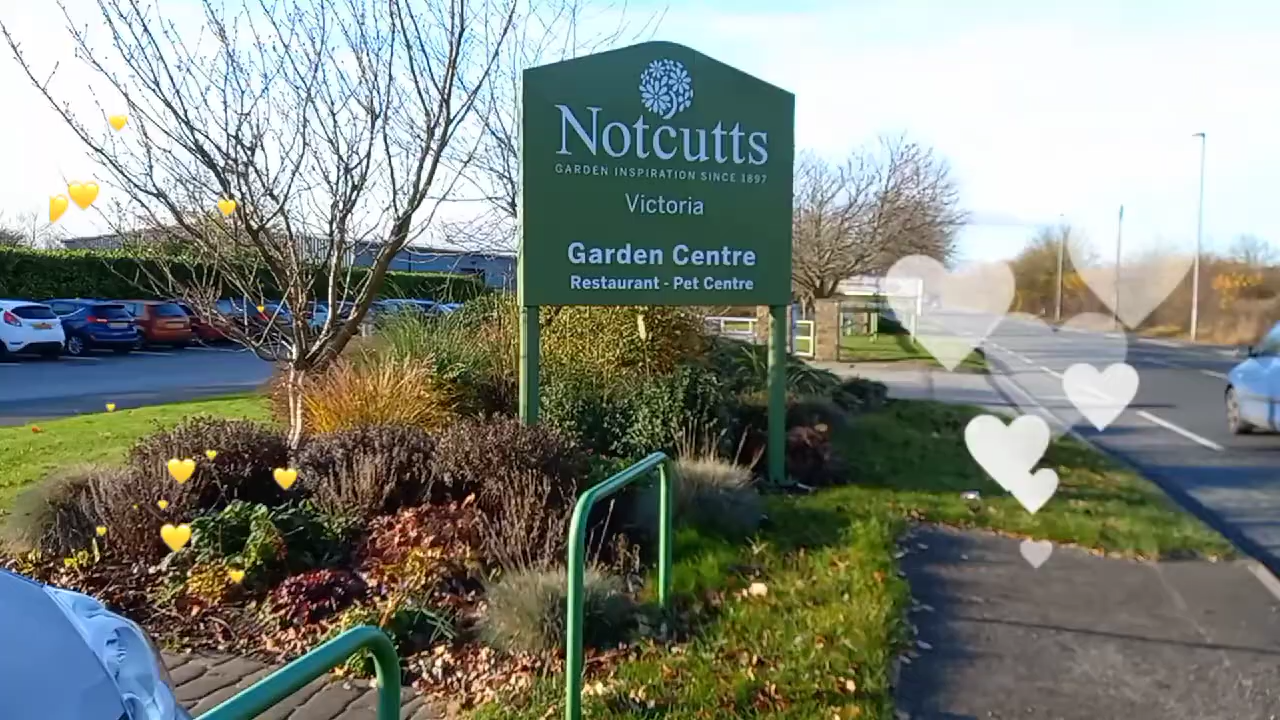 Notcutts
GARDEN INSPIRATION SINCE 1897
Victoria
Garden Centre
Restaurant - Pet Centre